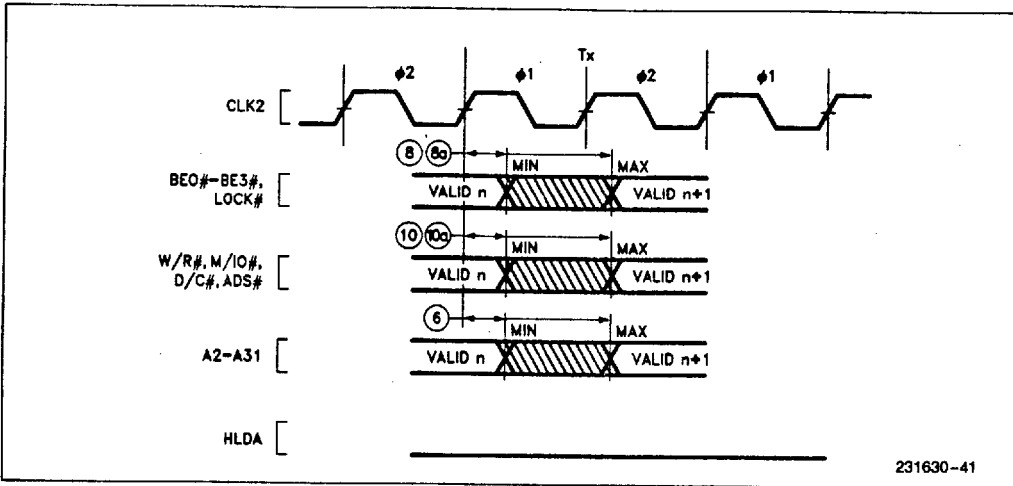 Tx
ϕ2 ϕ1 ϕ2 ϕ1
CLK2
8 8a MIN MAX
BE0#-BE3#,
LOCK#
VALID n VALID n+1
10 10a MIN MAX
W/R#, M/IO#,
D/C#, ADS#
VALID n VALID n+1
6 MIN MAX
A2-A31 VALID n VALID n+1
HLDA
231630-41